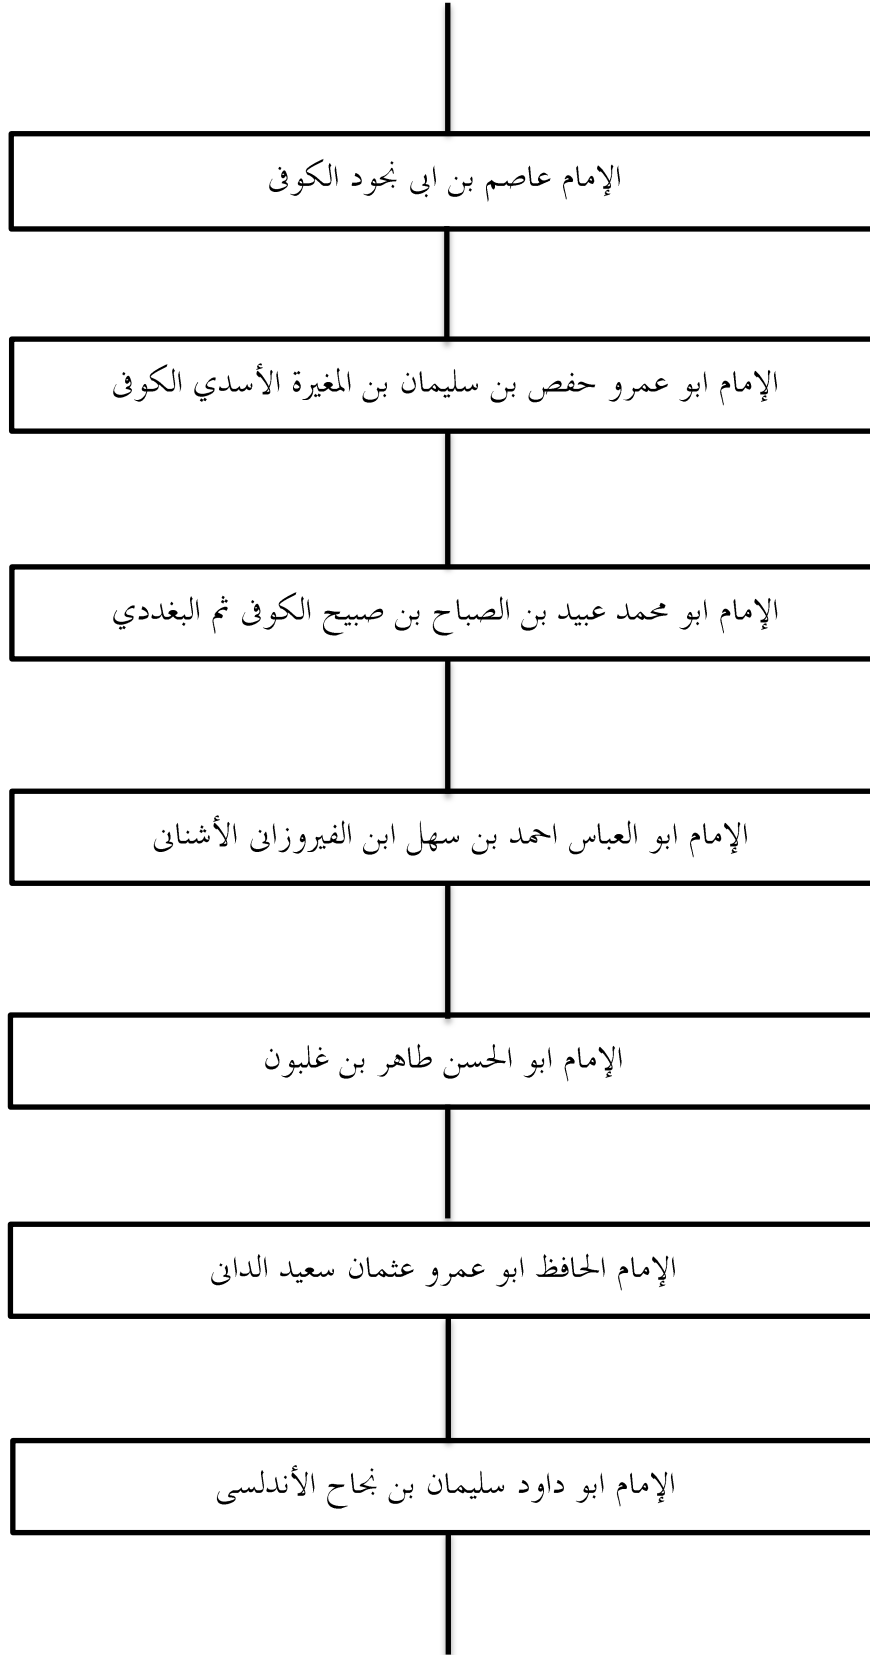 الإمام عاصم بن ابى نجود الكوفى
الإمام ابو عمرو حفص بن سليمان بن المغيرة الأسدي الكوفى
الإمام ابو محمد عبيد بن الصباح بن صبيح الكوفى ثم البغددي
الإمام ابو العباس احمد بن سهل ابن الفيروزانى الأشنانى
الإمام ابو الحسن طاهر بن غلبون
الإمام الحافظ ابو عمرو عثمان سعيد الدانى
الإمام ابو داود سليمان بن نجاح الأندلسى